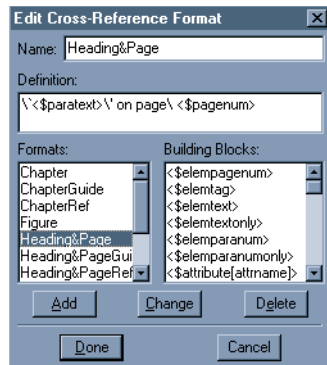 Edit Cross-Reference Format
Name: Heading&Page
Definition:
\`<$paratext>\' on page\ <$pagenum>
Formats:
Building Blocks:
Chapter
ChapterGuide
ChapterRef
Figure
Heading&Page
Heading&PageGui
Heading&PageRef
<$elempagenum>
<$elemtag>
<$elemtext>
<$elemtextonly>
<$elemparanum>
<$elemparanumonly>
<$attribute[attrname]>
Add
Change
Delete
Done
Cancel